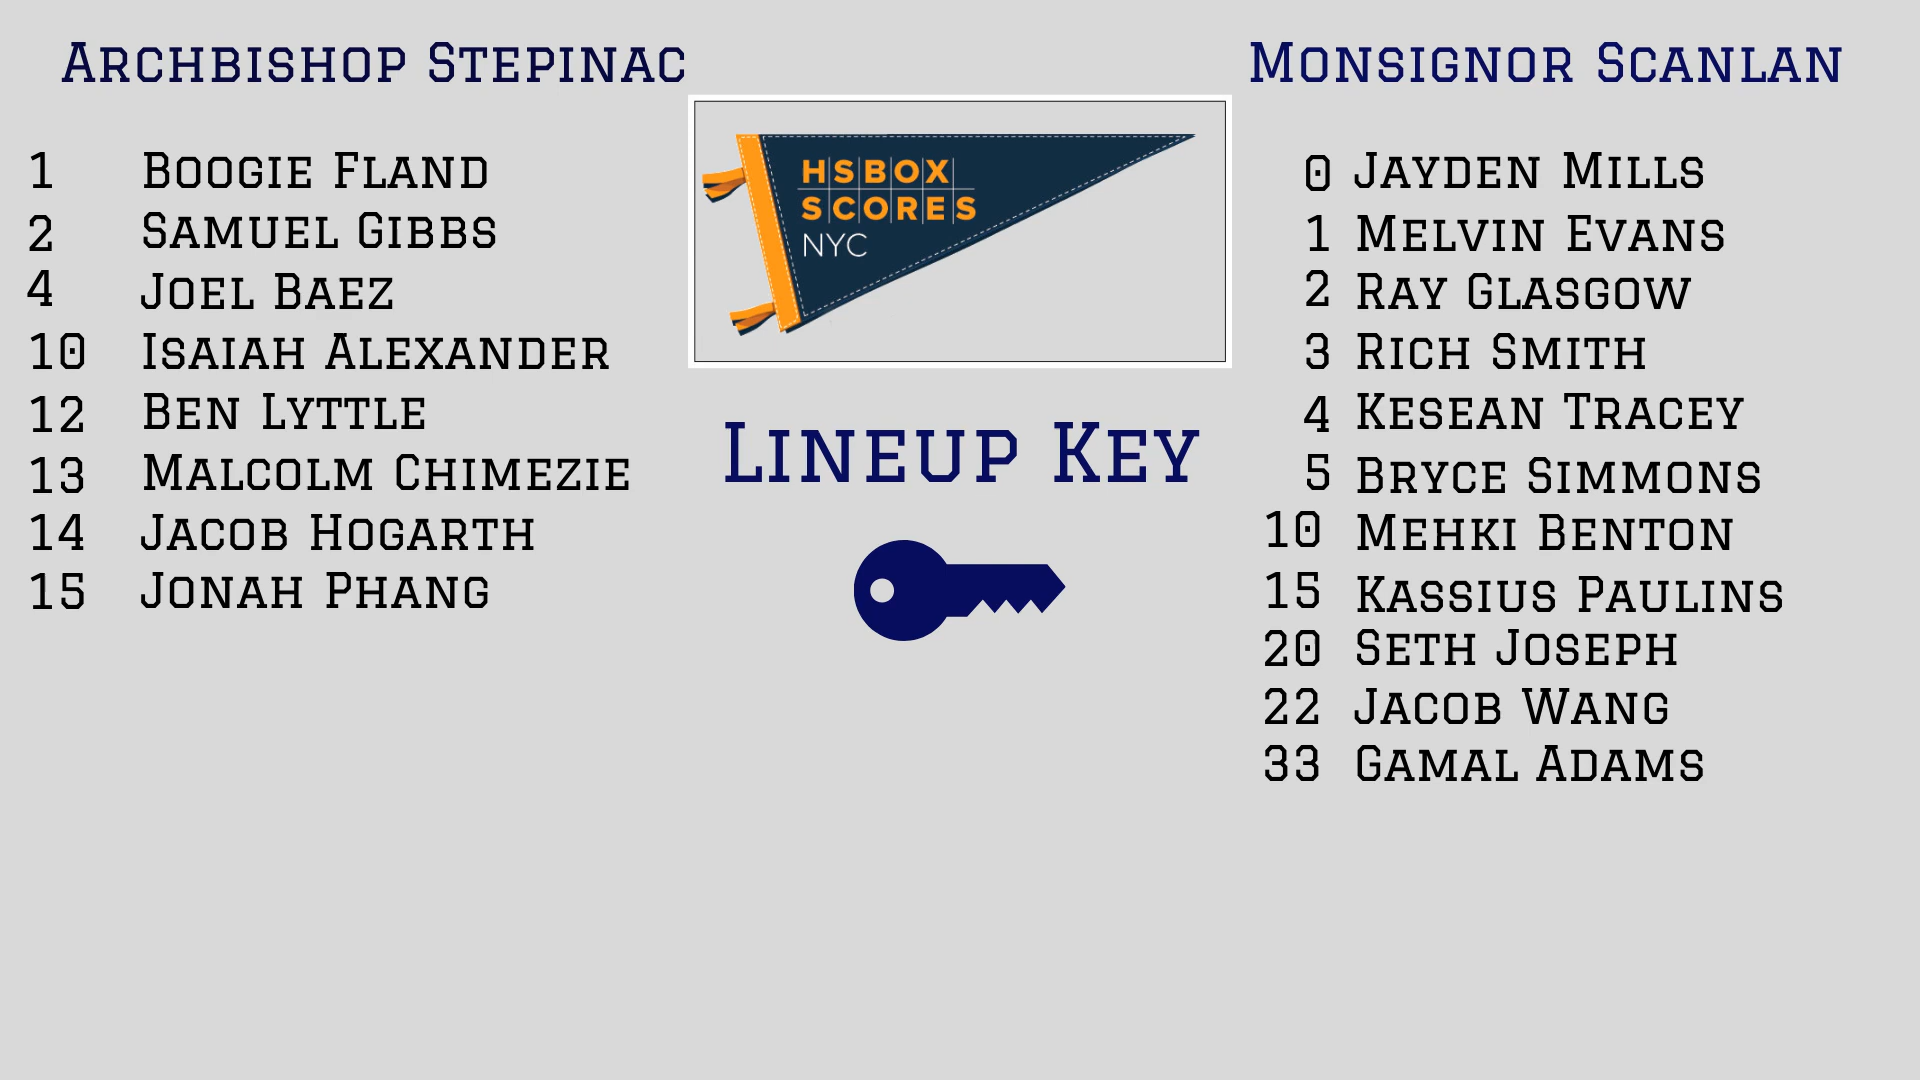 Archbishop Stepinac
1 Boogie Fland
2 Samuel Gibbs
4 Joel Baez
10 Isaiah Alexander
12 Ben Lyttle
13 Malcolm Chimezie
14 Jacob Hogarth
15 Jonah Phang
HSBOX
SCORES
NYC
Lineup Key
Monsignor Scanlan
0 Jayden Mills
1 Melvin Evans
2 Ray Glasgow
3 Rich Smith
4 Kesean Tracey
5 Bryce Simmons
10 Mehki Benton
15 Kassius Paulins
20 Seth Joseph
22 Jacob Wang
33 Gamal Adams